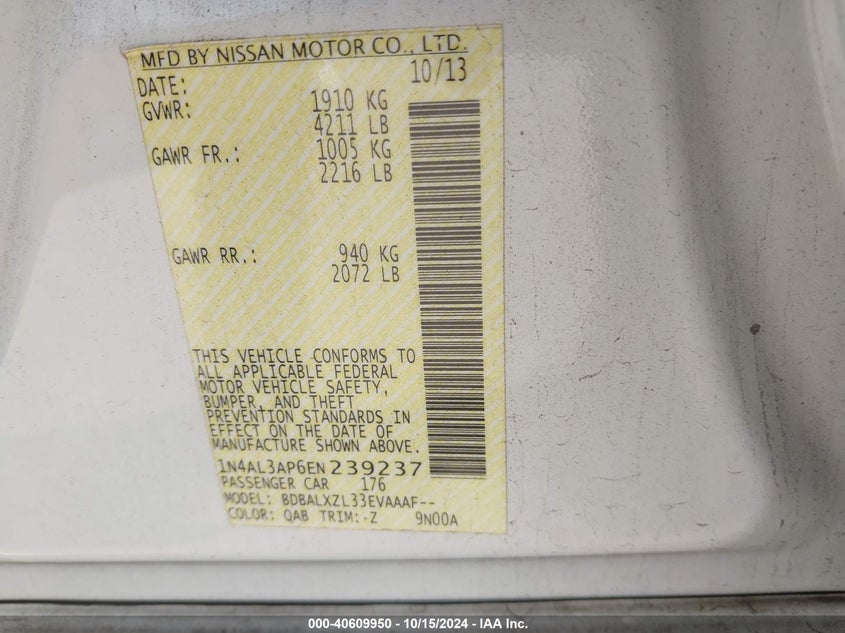 MFD BY NISSAN MOTOR CO., LTD.
DATE: 10/13
GVWR: 1910 KG
4211 LB
GAWR FR.: 1005 KG
2216 LB
GAWR RR.: 940 KG
2072 LB
THIS VEHICLE CONFORMS TO
ALL APPLICABLE FEDERAL
MOTOR VEHICLE SAFETY,
BUMPER, AND THEFT
PREVENTION STANDARDS IN
EFFECT ON THE DATE OF
MANUFACTURE SHOWN ABOVE.
1N4AL3AP6EN239237
PASSENGER CAR 176
MODEL: BDBALXZL33EVAAAF--
COLOR: QAB TRIM: Z 9N00A
000-40609950 - 10/15/2024 - IAA Inc.